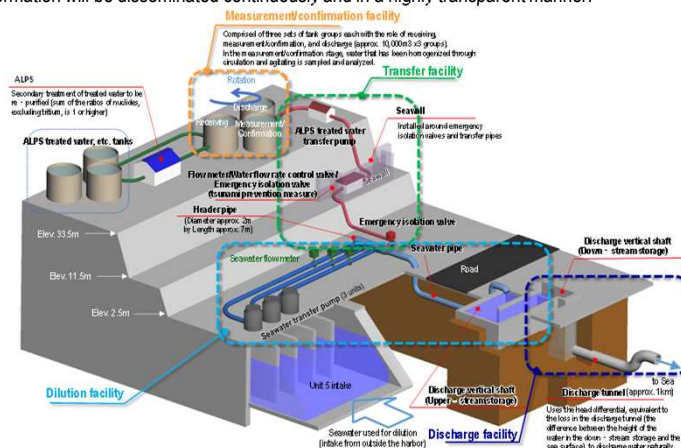 formation will be disseminated continuously and in a highly transparent manner.
Measurement/confirmation facility
Comprised of three sets of tank groups each with the role of receiving,
measurement/confirmation, and discharge (approx. 10,000m3 x3 groups).
In the measurement/confirmation stage, water that has been homogenized through
circulation and agitating is sampled and analyzed.
Transfer facility
ALPS
Secondary treatment of treated water to be
re - purified (sum of the ratios of nuclides,
excluding tritium, is 1 or higher)
Rotation
Discharge
Receiving
Measurement/
Confirmation
ALPS treated water, etc. tanks
ALPS treated water
transfer pump
Seawall
Installed around emergency
isolation valves and transfer pipes
Seawall
Flowmeter/Water flow rate control valve/
Emergency isolation valve
(tsunami prevention measure)
Header pipe
(Diameter approx. 2m
by Length approx. 7m)
Emergency isolation valve
Elev. 33.5m
Elev. 11.5m
Elev. 2.5m
Seawater flow meter
Seawater pipe
Road
Discharge vertical shaft
(Down - stream storage)
Seawater transfer pump (3 units)
Dilution facility
Unit 5 intake
Seawater used for dilution
(intake from outside the harbor)
Discharge vertical shaft
(Upper - stream storage)
Discharge facility
Discharge tunnel (approx. 1km)
to Sea
Uses the head differential, equivalent to
the loss in the discharge tunnel (the
difference between the height of the
water in the down - stream storage and the
sea surface), to discharge water naturally.